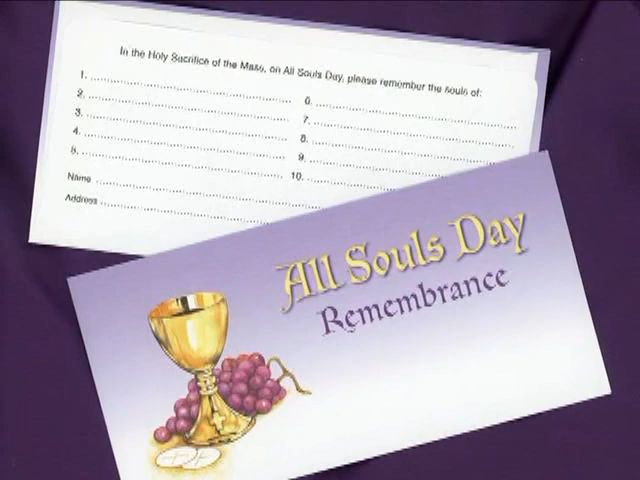 In the Holy Sacrifice of the Mass, on All Souls Day, please remember the souls of:
1. ........................................
2. ........................................
3. ........................................
4. ........................................
5. ........................................
6. ........................................
7. ........................................
8. ........................................
9. ........................................
10. ........................................
Name ........................................
Address ........................................
All Souls Day
Remembrance